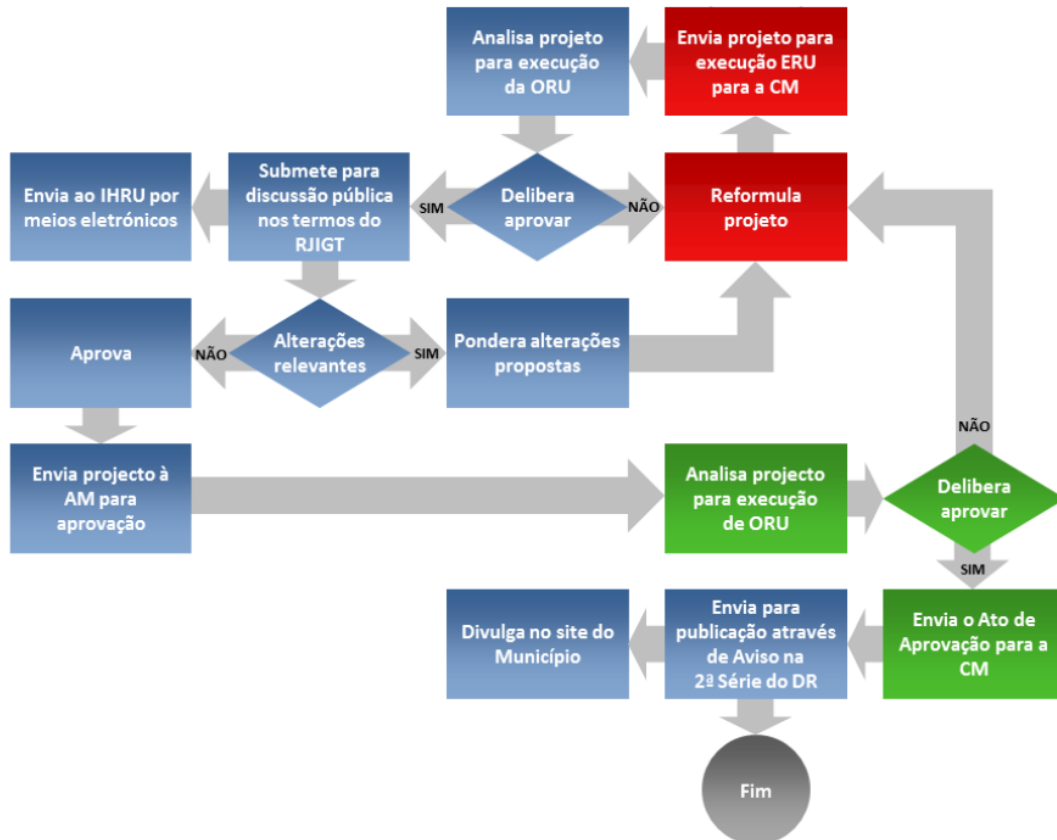 Analisa projeto
para execução
da ORU
Envia projeto para
execução ERU
para a CM
Envia ao IHRU por
meios eletrónicos
Submete para
discussão pública
nos termos do
RJIGT
SIM
Delibera
aprovar
NÃO
Reformula
projeto
Aprova
NÃO
Alterações
relevantes
SIM
Pondera alterações
propostas
Envia projecto à
AM para
aprovação
Analisa projecto
para execução
de ORU
NÃO
Delibera
aprovar
SIM
Divulga no site do
Município
Envia para
publicação através
de Aviso na
2ª Série do DR
Envia o Ato de
Aprovação para a
CM
Fim